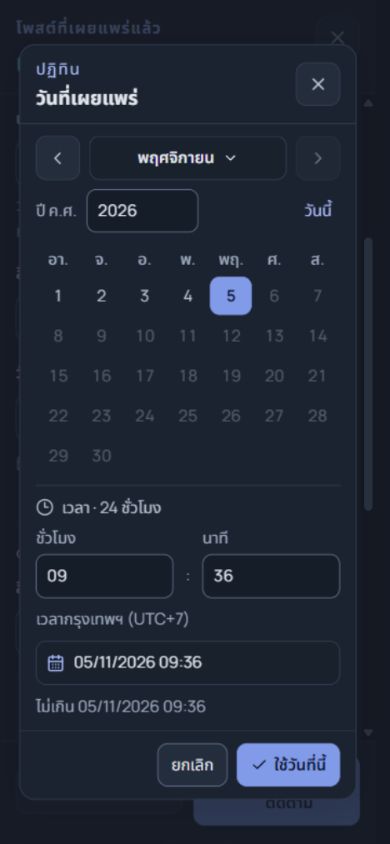 โพสต์ที่เผยแพร่แล้ว
ปฏิทิน
วันที่เผยแพร่
พฤศจิกายน
ปี ค.ศ. 2026 วันนี้
อา. จ. อ. พ. พฤ. ศ. ส.
1 2 3 4 5 6 7
8 9 10 11 12 13 14
15 16 17 18 19 20 21
22 23 24 25 26 27 28
29 30
เวลา · 24 ชั่วโมง
ชั่วโมง นาที
09 : 36
เวลากรุงเทพฯ (UTC+7)
05/11/2026 09:36
ไม่เกิน 05/11/2026 09:36
ยกเลิก ใช้วันที่นี้
ติดตาม